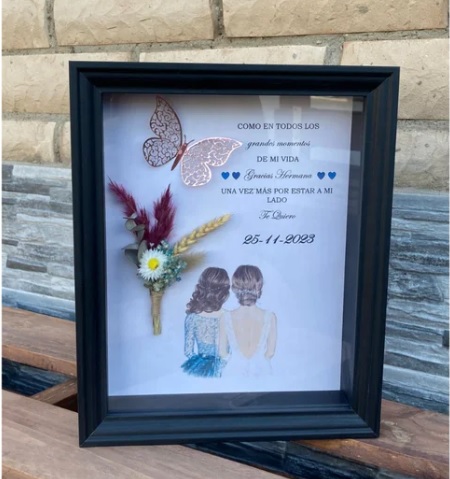 COMO EN TODOS LOS
grandes momentos
DE MI VIDA
💙💙 Gracias Hermana 💙💙
UNA VEZ MÁS POR ESTAR A MI
LADO
Te Quiero
25-11-2023